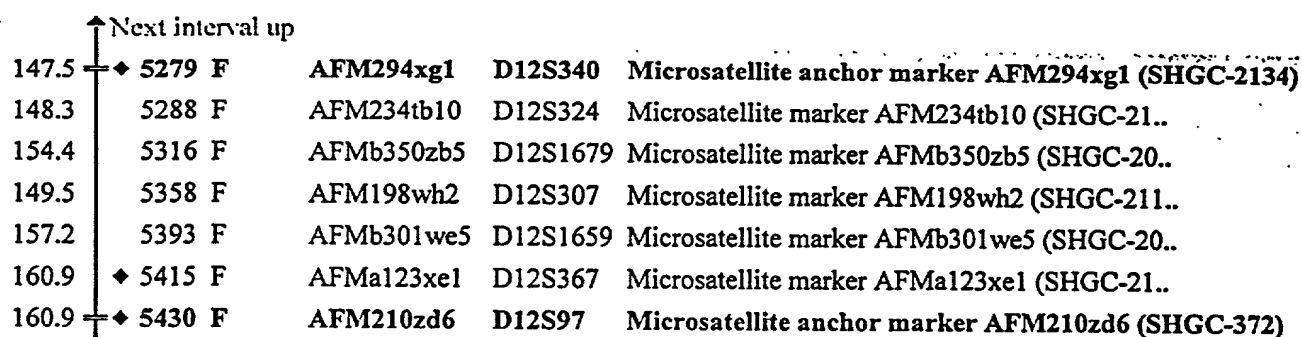 Next interval up
147.5 ◆ 5279 F AFM294xg1 D12S340 Microsatellite anchor marker AFM294xg1 (SHGC-2134)
148.3 5288 F AFM234tb10 D12S324 Microsatellite marker AFM234tb10 (SHGC-21..
154.4 5316 F AFMb350zb5 D12S1679 Microsatellite marker AFMb350zb5 (SHGC-20..
149.5 5358 F AFM198wh2 D12S307 Microsatellite marker AFM198wh2 (SHGC-211..
157.2 5393 F AFMb301we5 D12S1659 Microsatellite marker AFMb301we5 (SHGC-20..
160.9 ◆ 5415 F AFMa123xe1 D12S367 Microsatellite marker AFMa123xe1 (SHGC-21..
160.9 ◆ 5430 F AFM210zd6 D12S97 Microsatellite anchor marker AFM210zd6 (SHGC-372)